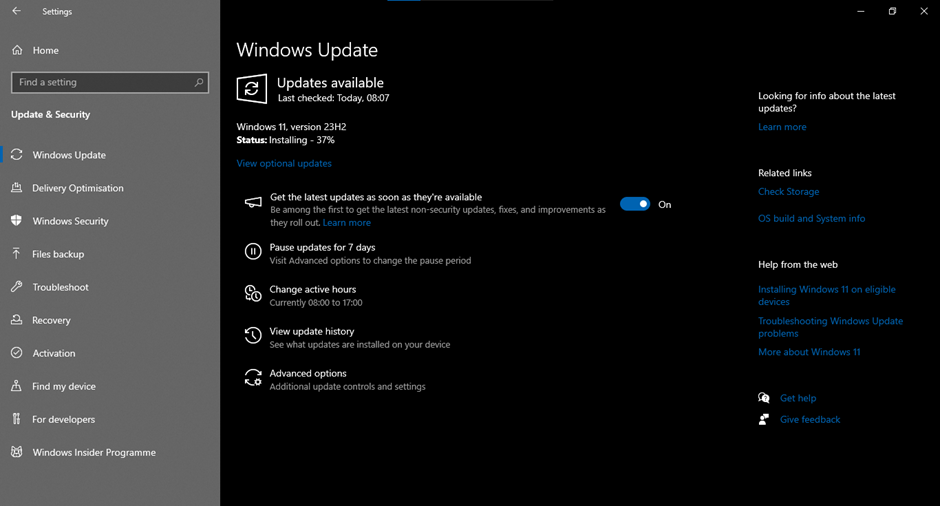 Settings
Home
Find a setting
Update & Security
Windows Update
Delivery Optimisation
Windows Security
Files backup
Troubleshoot
Recovery
Activation
Find my device
For developers
Windows Insider Programme
Windows Update
Updates available
Last checked: Today, 08:07
Windows 11, version 23H2
Status: Installing - 37%
View optional updates
Get the latest updates as soon as they're available
Be among the first to get the latest non-security updates, fixes, and improvements as
they roll out. Learn more
On
Pause updates for 7 days
Visit Advanced options to change the pause period
Change active hours
Currently 08:00 to 17:00
View update history
See what updates are installed on your device
Advanced options
Additional update controls and settings
Looking for info about the latest
updates?
Learn more
Related links
Check Storage
OS build and System info
Help from the web
Installing Windows 11 on eligible
devices
Troubleshooting Windows Update
problems
More about Windows 11
Get help
Give feedback